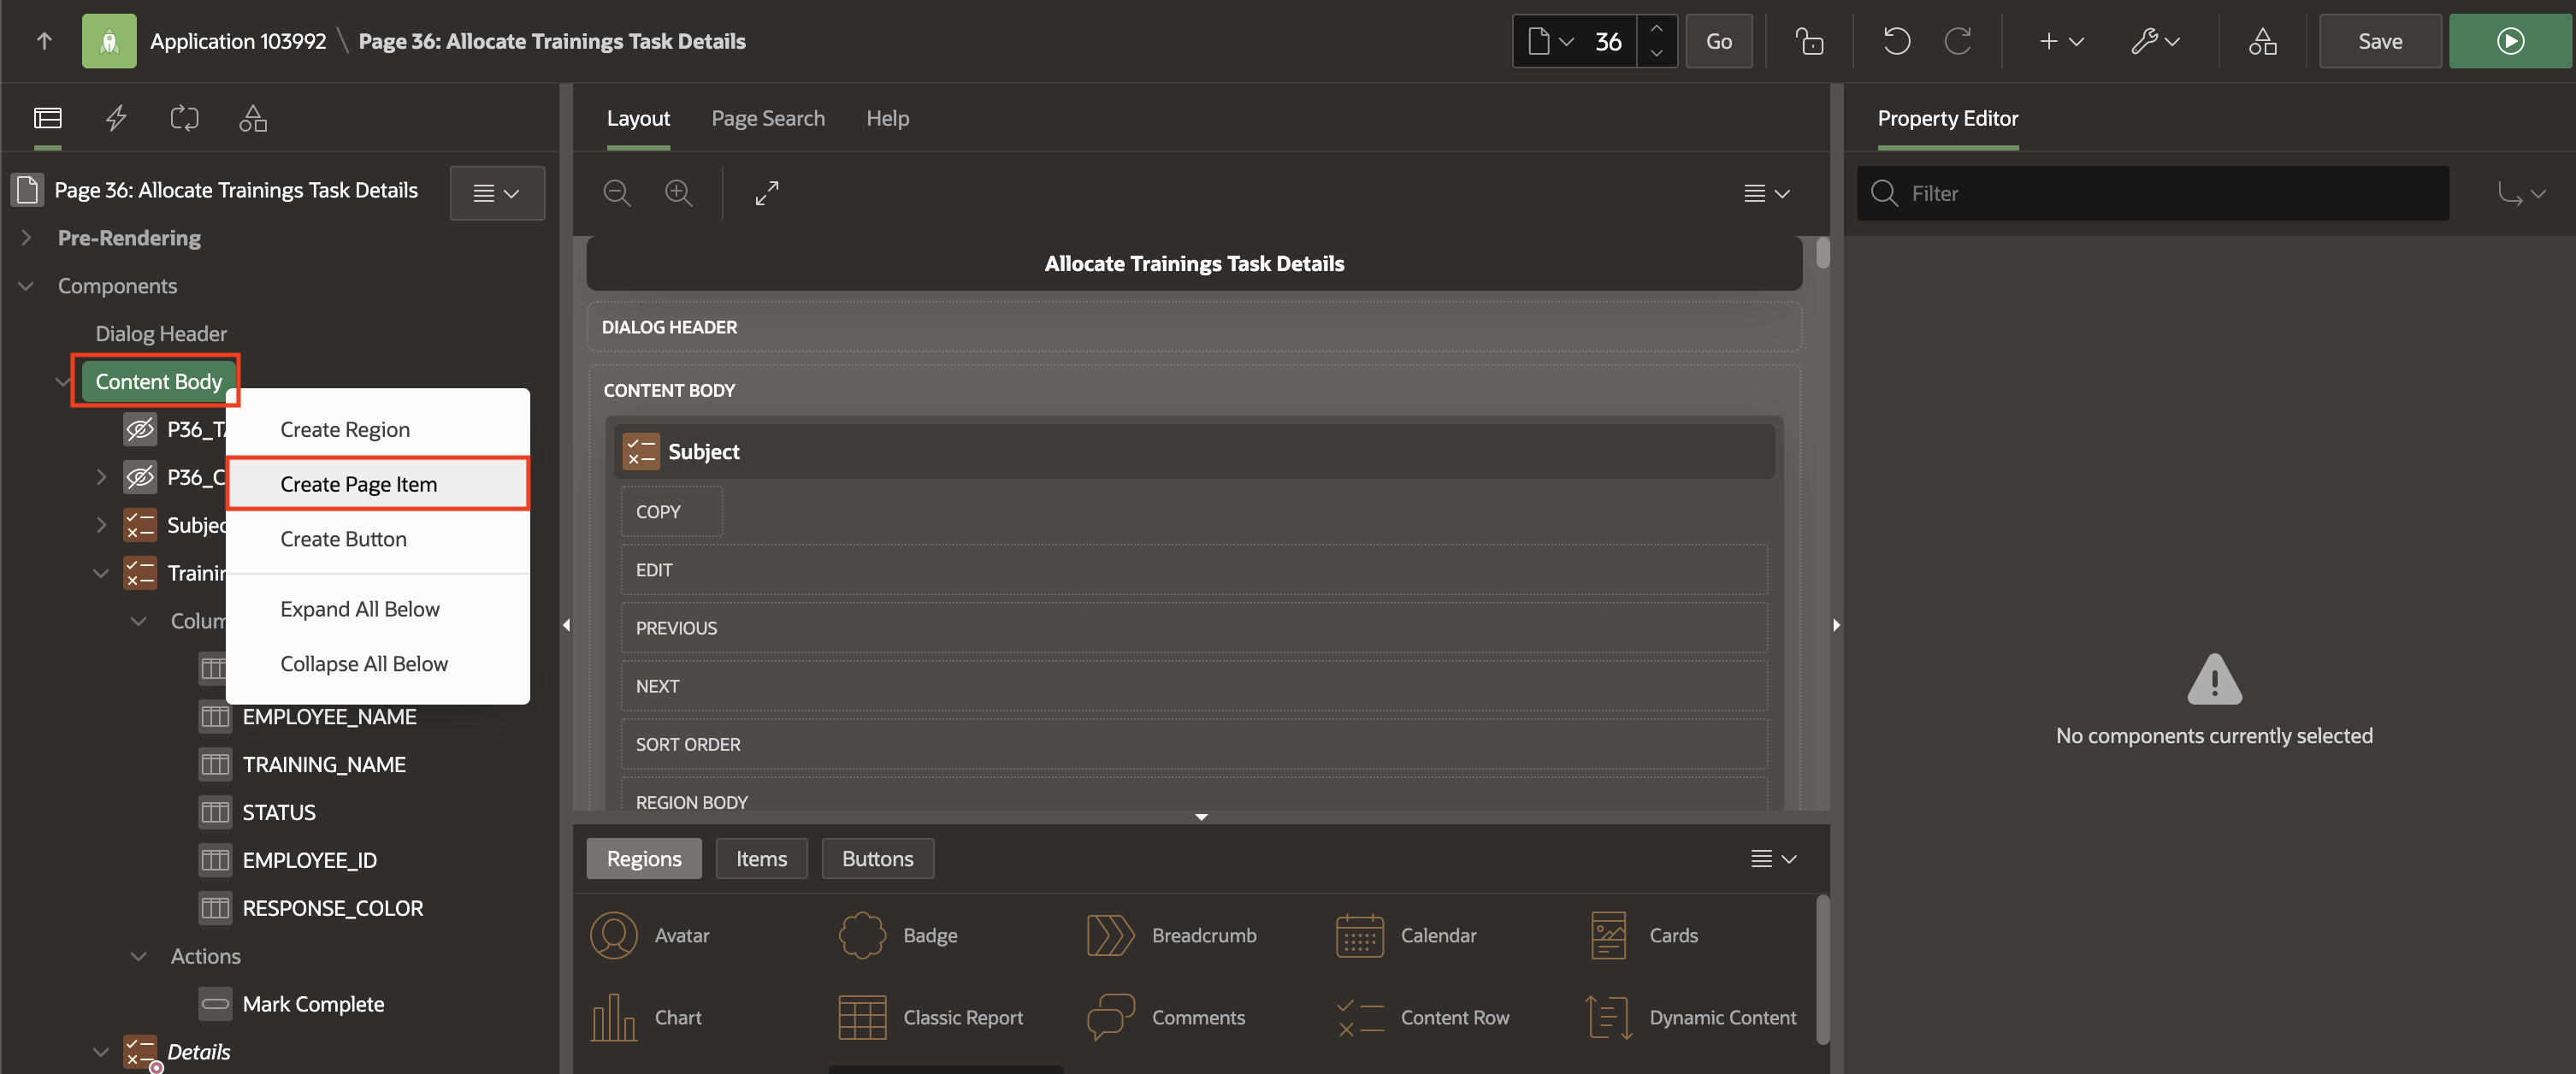 Application 103992 \ Page 36: Allocate Trainings Task Details
36
Go
Save
Layout
Page Search
Help
Property Editor
Page 36: Allocate Trainings Task Details
Filter
Pre-Rendering
Components
Dialog Header
Content Body
P36_TA
P36_C
Subjec
Trainin
Colum
EMPLOYEE_NAME
TRAINING_NAME
STATUS
EMPLOYEE_ID
RESPONSE_COLOR
Actions
Mark Complete
Details
Create Region
Create Page Item
Create Button
Expand All Below
Collapse All Below
Allocate Trainings Task Details
DIALOG HEADER
CONTENT BODY
Subject
COPY
EDIT
PREVIOUS
NEXT
SORT ORDER
REGION BODY
Regions
Items
Buttons
Avatar
Badge
Breadcrumb
Calendar
Cards
Chart
Classic Report
Comments
Content Row
Dynamic Content
No components currently selected